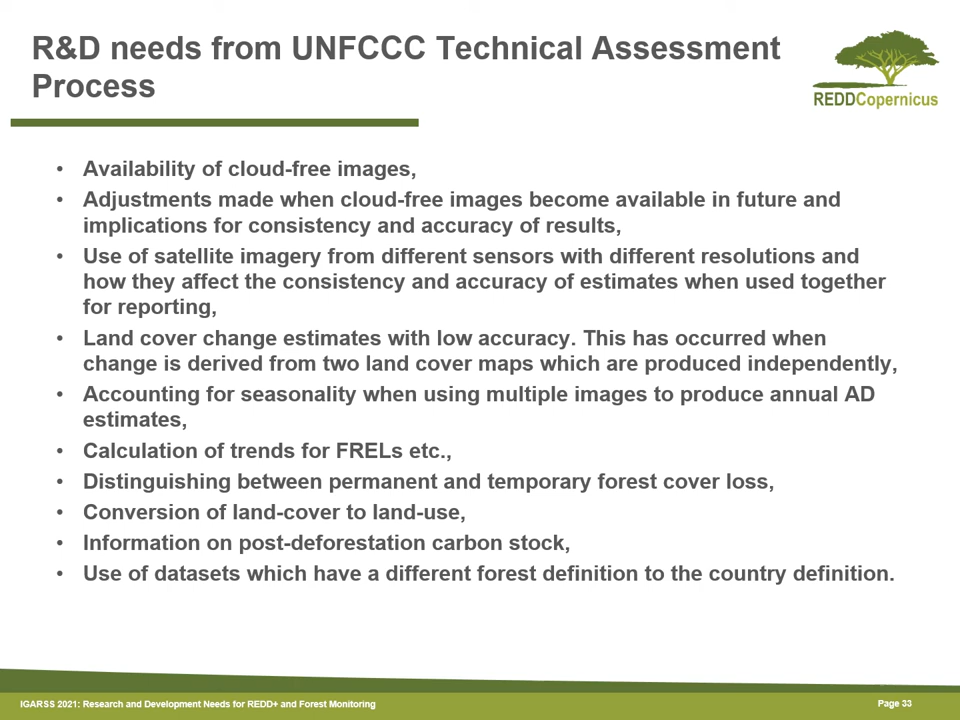 R&D needs from UNFCCC Technical Assessment
Process
REDDCopernicus
• Availability of cloud-free images,
• Adjustments made when cloud-free images become available in future and
implications for consistency and accuracy of results,
• Use of satellite imagery from different sensors with different resolutions and
how they affect the consistency and accuracy of estimates when used together
for reporting,
• Land cover change estimates with low accuracy. This has occurred when
change is derived from two land cover maps which are produced independently,
• Accounting for seasonality when using multiple images to produce annual AD
estimates,
• Calculation of trends for FRELs etc.,
• Distinguishing between permanent and temporary forest cover loss,
• Conversion of land-cover to land-use,
• Information on post-deforestation carbon stock,
• Use of datasets which have a different forest definition to the country definition.
IGARSS 2021: Research and Development Needs for REDD+ and Forest Monitoring
Page 33